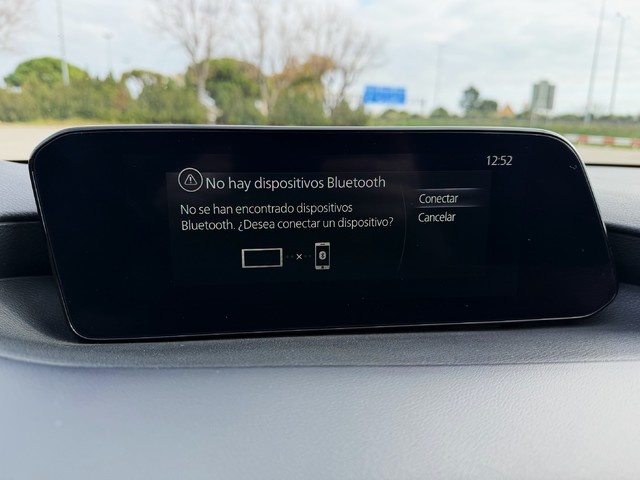 12:52
No hay dispositivos Bluetooth
No se han encontrado dispositivos
Bluetooth. ¿Desea conectar un dispositivo?
Conectar
Cancelar